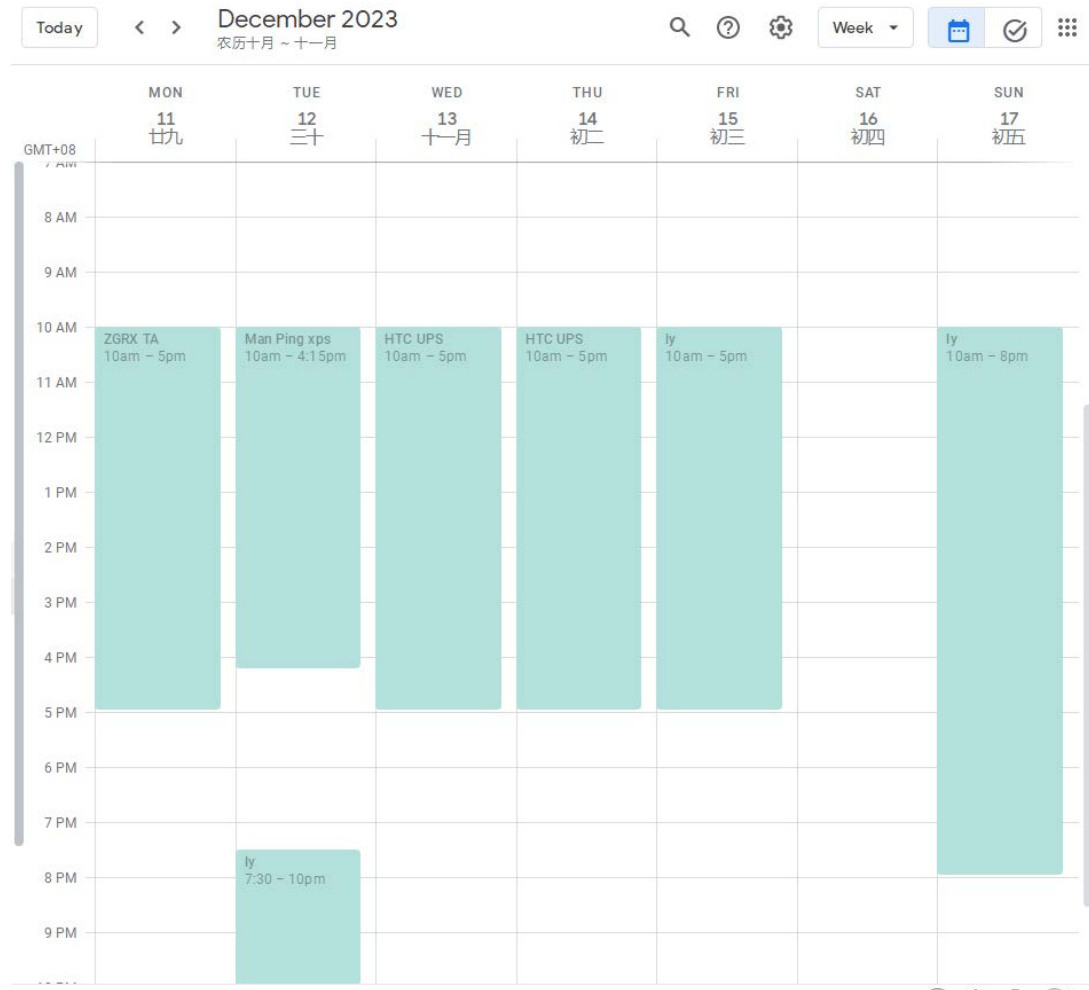 Today
December 2023
农历十月 ~ 十一月
Week
MON
TUE
WED
THU
FRI
SAT
SUN
11
12
13
14
15
16
17
廿九
三十
十一月
初二
初三
初四
初五
GMT+08
7 AM
8 AM
9 AM
10 AM
ZGRX TA
10am – 5pm
Man Ping xps
10am – 4:15pm
HTC UPS
10am – 5pm
HTC UPS
10am – 5pm
ly
10am – 5pm
ly
10am – 8pm
11 AM
12 PM
1 PM
2 PM
3 PM
4 PM
5 PM
6 PM
7 PM
ly
7:30 – 10pm
8 PM
9 PM